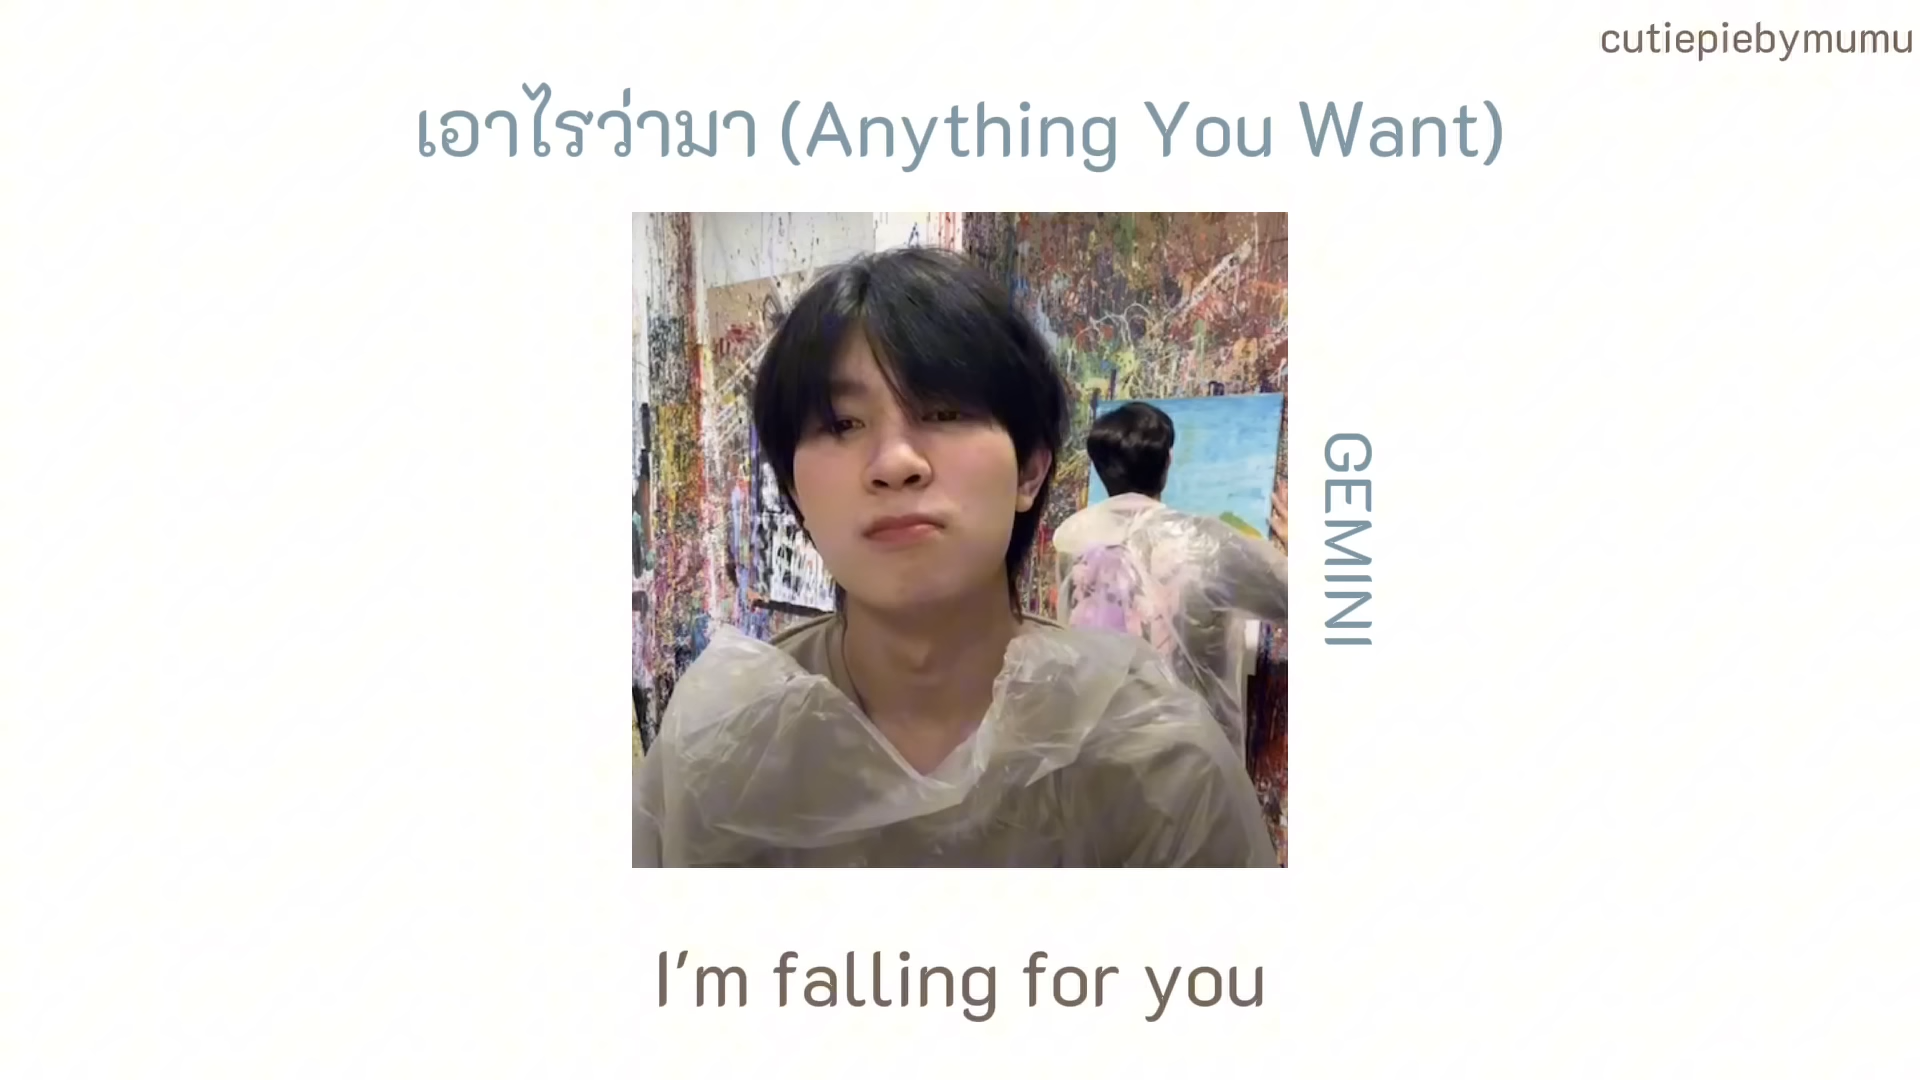 cutiepiebymumu
เอาไรว่ามา (Anything You Want)
GEMINI
I'm falling for you